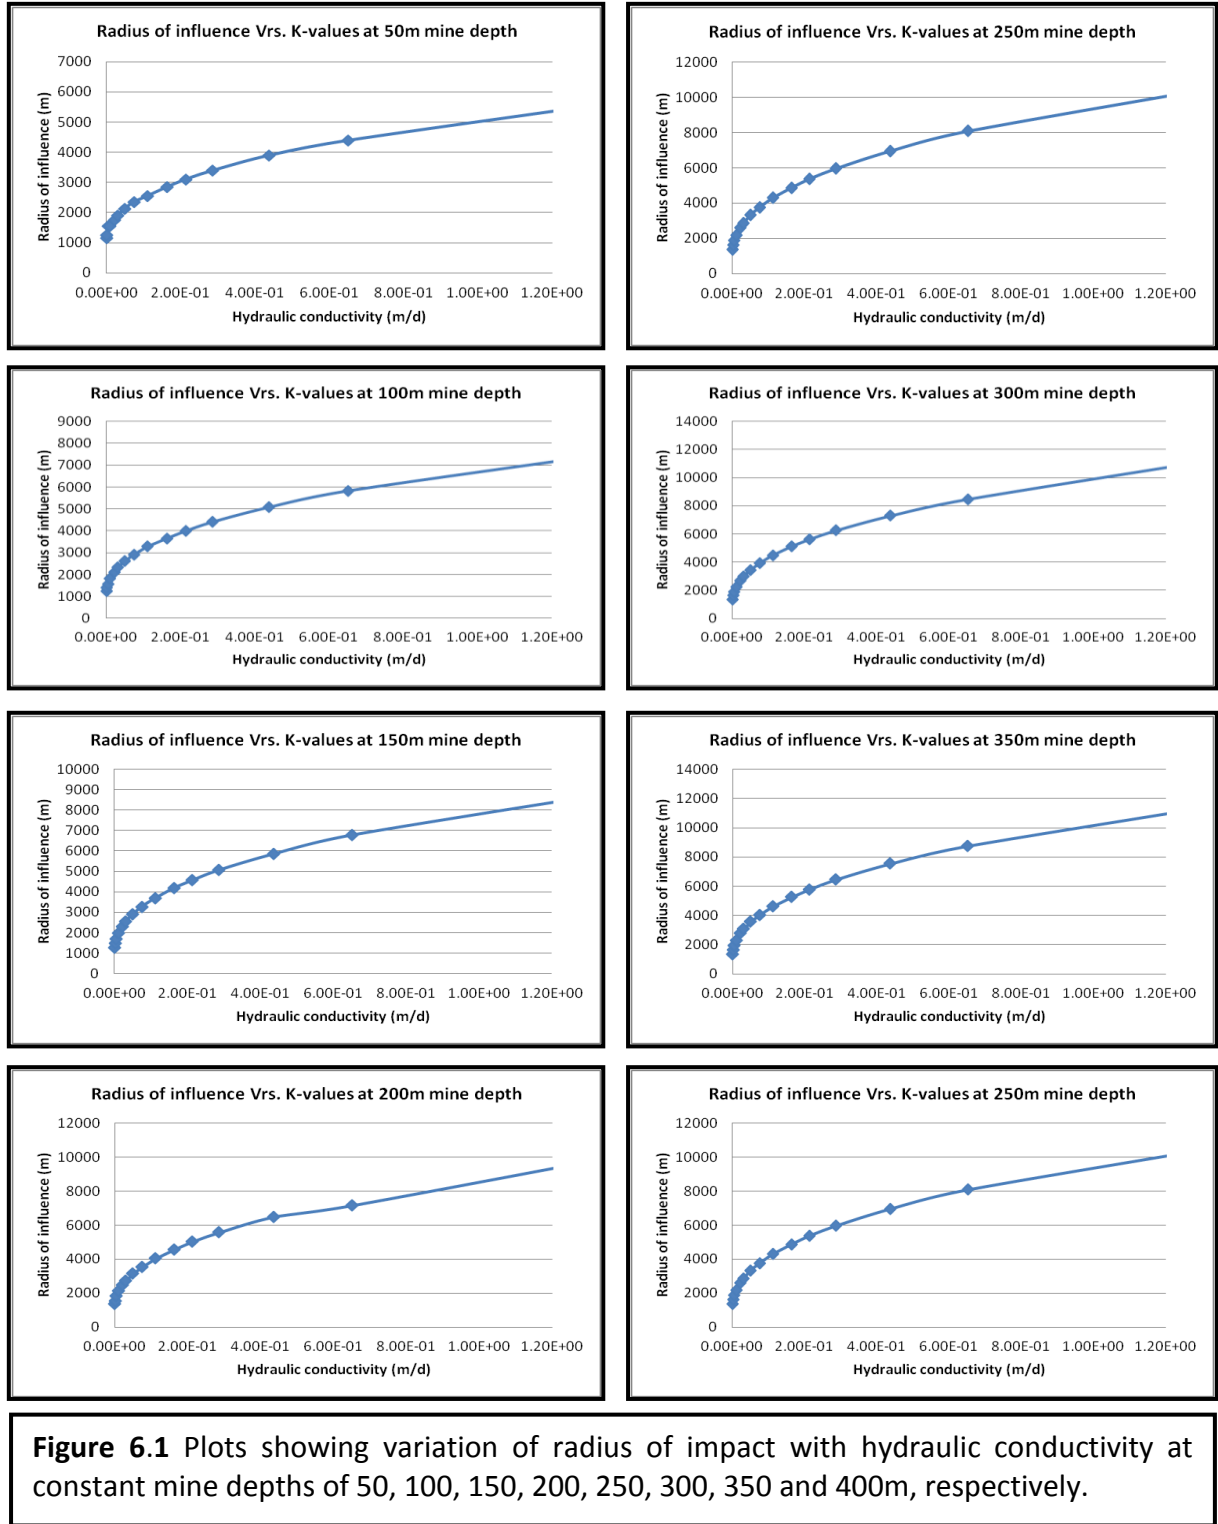 Radius of influence Vrs. K-values at 50m mine depth
7000
6000
5000
4000
3000
2000
1000
0
Radius of influence (m)
0.00E+00 2.00E-01 4.00E-01 6.00E-01 8.00E-01 1.00E+00 1.20E+00
Hydraulic conductivity (m/d)
Radius of influence Vrs. K-values at 250m mine depth
12000
10000
8000
6000
4000
2000
0
Radius of influence (m)
0.00E+00 2.00E-01 4.00E-01 6.00E-01 8.00E-01 1.00E+00 1.20E+00
Hydraulic conductivity (m/d)
Radius of influence Vrs. K-values at 100m mine depth
9000
8000
7000
6000
5000
4000
3000
2000
1000
0
Radius of influence (m)
0.00E+00 2.00E-01 4.00E-01 6.00E-01 8.00E-01 1.00E+00 1.20E+00
Hydraulic conductivity (m/d)
Radius of influence Vrs. K-values at 300m mine depth
14000
12000
10000
8000
6000
4000
2000
0
Radius of influence (m)
0.00E+00 2.00E-01 4.00E-01 6.00E-01 8.00E-01 1.00E+00 1.20E+00
Hydraulic conductivity (m/d)
Radius of influence Vrs. K-values at 150m mine depth
10000
9000
8000
7000
6000
5000
4000
3000
2000
1000
0
Radius of influence (m)
0.00E+00 2.00E-01 4.00E-01 6.00E-01 8.00E-01 1.00E+00 1.20E+00
Hydraulic conductivity (m/d)
Radius of influence Vrs. K-values at 350m mine depth
14000
12000
10000
8000
6000
4000
2000
0
Radius of influence (m)
0.00E+00 2.00E-01 4.00E-01 6.00E-01 8.00E-01 1.00E+00 1.20E+00
Hydraulic conductivity (m/d)
Radius of influence Vrs. K-values at 200m mine depth
12000
10000
8000
6000
4000
2000
0
Radius of influence (m)
0.00E+00 2.00E-01 4.00E-01 6.00E-01 8.00E-01 1.00E+00 1.20E+00
Hydraulic conductivity (m/d)
Radius of influence Vrs. K-values at 250m mine depth
12000
10000
8000
6000
4000
2000
0
Radius of influence (m)
0.00E+00 2.00E-01 4.00E-01 6.00E-01 8.00E-01 1.00E+00 1.20E+00
Hydraulic conductivity (m/d)
Figure 6.1 Plots showing variation of radius of impact with hydraulic conductivity at
constant mine depths of 50, 100, 150, 200, 250, 300, 350 and 400m, respectively.